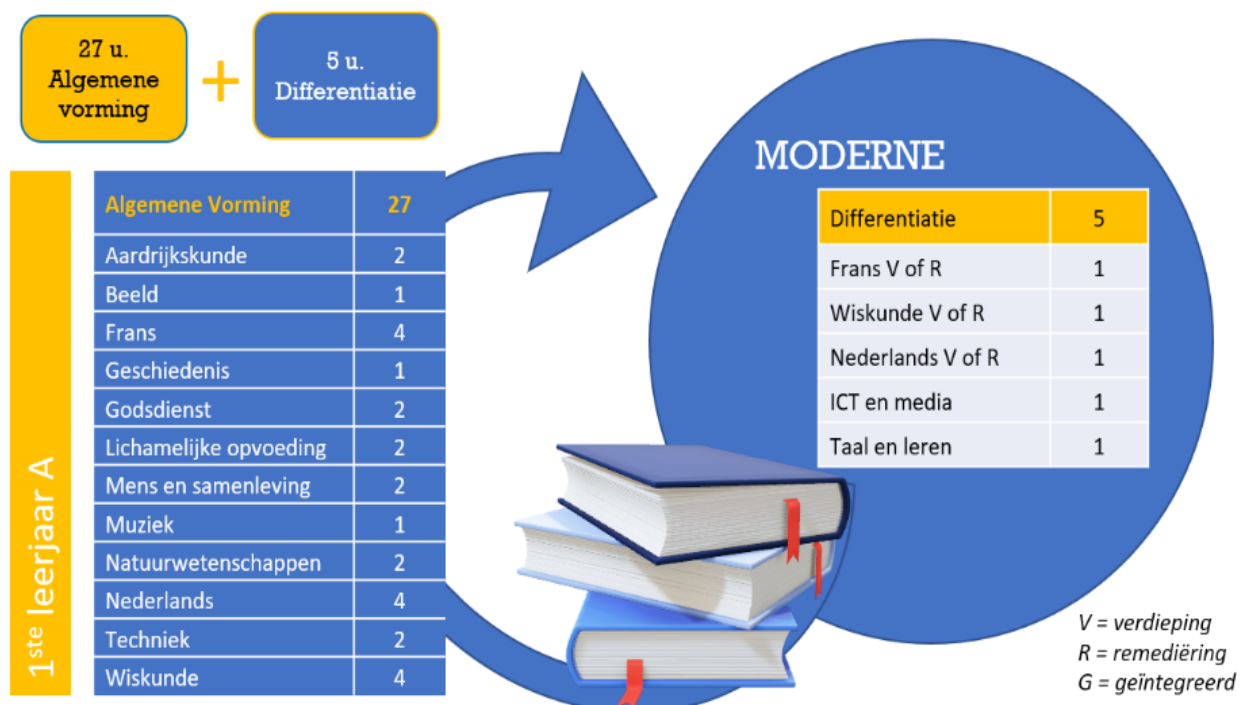 27 u.
Algemene
vorming
+
5 u.
Differentiatie
1ste leerjaar A
Algemene Vorming 27
Aardrijkskunde 2
Beeld 1
Frans 4
Geschiedenis 1
Godsdienst 2
Lichamelijke opvoeding 2
Mens en samenleving 2
Muziek 1
Natuurwetenschappen 2
Nederlands 4
Techniek 2
Wiskunde 4
MODERNE
Differentiatie 5
Frans V of R 1
Wiskunde V of R 1
Nederlands V of R 1
ICT en media 1
Taal en leren 1
V = verdieping
R = remediëring
G = geïntegreerd